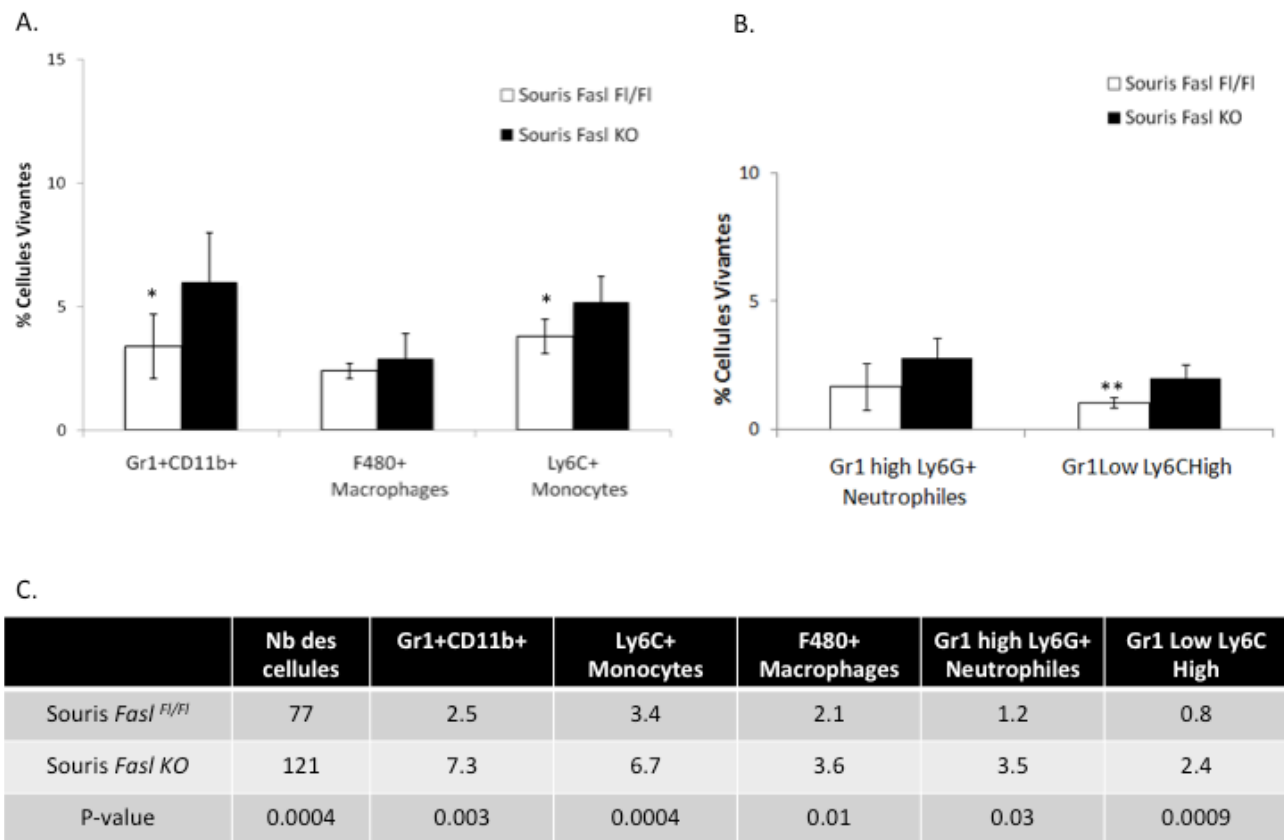 A.
15
10
5
0
% Cellules Vivantes
Souris Fasl Fl/Fl
Souris Fasl KO
*
*
Gr1+CD11b+
F480+
Macrophages
Ly6C+
Monocytes
B.
10
5
0
% Cellules Vivantes
Souris Fasl Fl/Fl
Souris Fasl KO
**
Gr1 high Ly6G+
Neutrophiles
Gr1Low Ly6CHigh
C.
Nb des cellules Gr1+CD11b+ Ly6C+ Monocytes F480+ Macrophages Gr1 high Ly6G+ Neutrophiles Gr1 Low Ly6C High
Souris Fasl Fl/Fl 77 2.5 3.4 2.1 1.2 0.8
Souris Fasl KO 121 7.3 6.7 3.6 3.5 2.4
P-value 0.0004 0.003 0.0004 0.01 0.03 0.0009